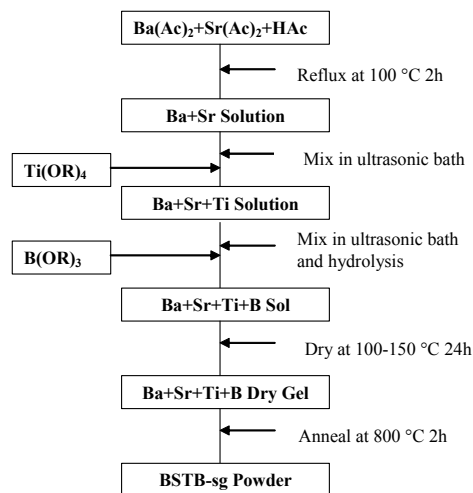 Ba(Ac)₂+Sr(Ac)₂+HAc
Reflux at 100 °C 2h
Ba+Sr Solution
Mix in ultrasonic bath
Ti(OR)₄
Ba+Sr+Ti Solution
Mix in ultrasonic bath
and hydrolysis
B(OR)₃
Ba+Sr+Ti+B Sol
Dry at 100-150 °C 24h
Ba+Sr+Ti+B Dry Gel
Anneal at 800 °C 2h
BSTB-sg Powder